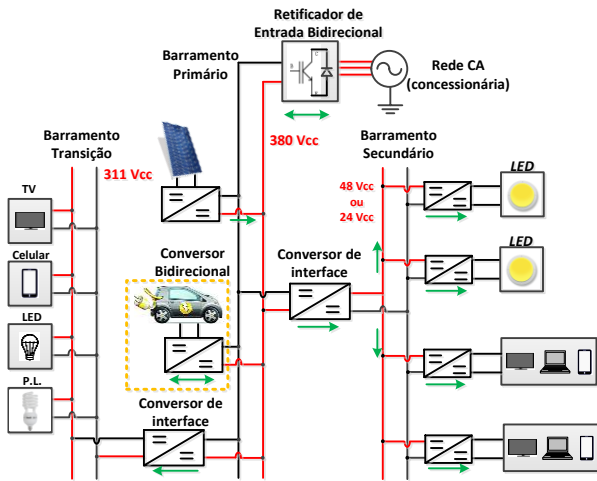 Retificador de
Entrada Bidirecional
Barramento
Primário
Rede CA
(concessionária)
Barramento
Transição
311 Vcc
380 Vcc
Barramento
Secundário
48 Vcc
ou
24 Vcc
LED
LED
TV
Celular
LED
P.L.
Conversor
Bidirecional
Conversor de
interface
Conversor de
interface